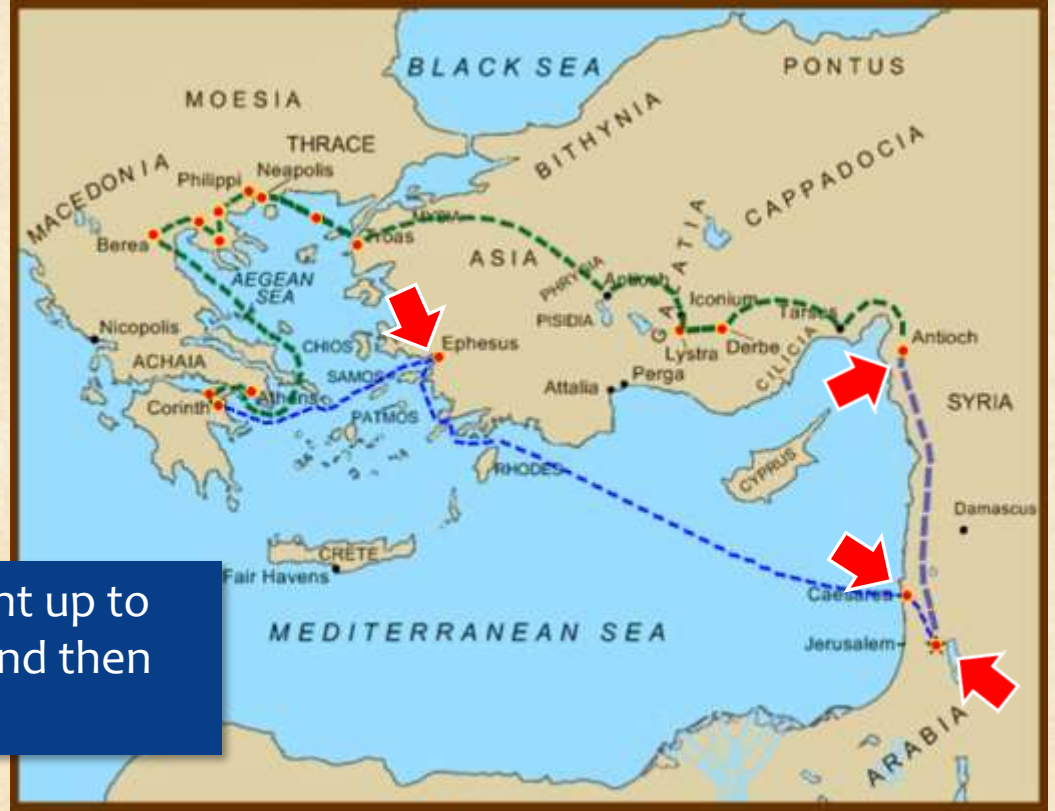 BLACK SEA
PONTUS
MOESIA
BITHYNIA
THRACE
CAPPADOCIA
MACEDONIA
Philippi
Neapolis
Troas
Berea
ASIA
GALATIA
AEGEAN
SEA
PHRYGIA
Antioch
Iconium
Tarsus
PISIDIA
Nicopolis
CHIOS
Ephesus
Lystra
Derbe
CILICIA
Antioch
ACHAIA
SAMOS
Attalia
Perga
SYRIA
Corinth
Athens
PATMOS
RHODES
CYPRUS
Damascus
CRETE
Fair Havens
Caesarea
nt up to
nd then
MEDITERRANEAN SEA
Jerusalem
ARABIA